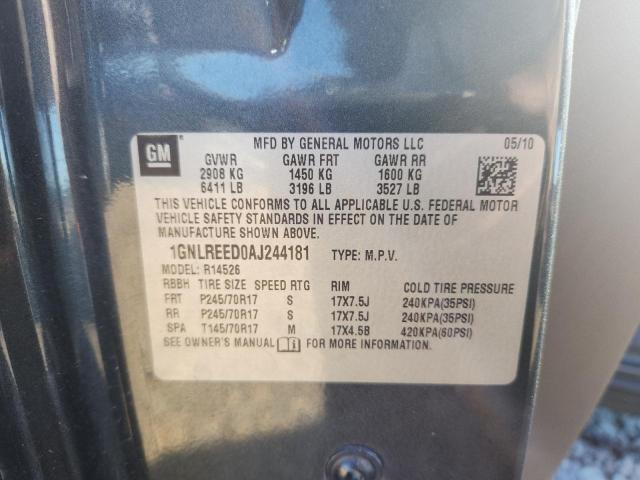 GM
MFD BY GENERAL MOTORS LLC 05/10
GVWR GAWR FRT GAWR RR
2908 KG 1450 KG 1600 KG
6411 LB 3196 LB 3527 LB
THIS VEHICLE CONFORMS TO ALL APPLICABLE U.S. FEDERAL MOTOR
VEHICLE SAFETY STANDARDS IN EFFECT ON THE DATE OF
MANUFACTURE SHOWN ABOVE.
1GNLREED0AJ244181 TYPE: M.P.V.
MODEL: R14526
RBBH TIRE SIZE SPEED RTG RIM COLD TIRE PRESSURE
FRT P245/70R17 S 17X7.5J 240KPA(35PSI)
RR P245/70R17 S 17X7.5J 240KPA(35PSI)
SPA T145/70R17 M 17X4.5B 420KPA(60PSI)
SEE OWNER'S MANUAL FOR MORE INFORMATION.